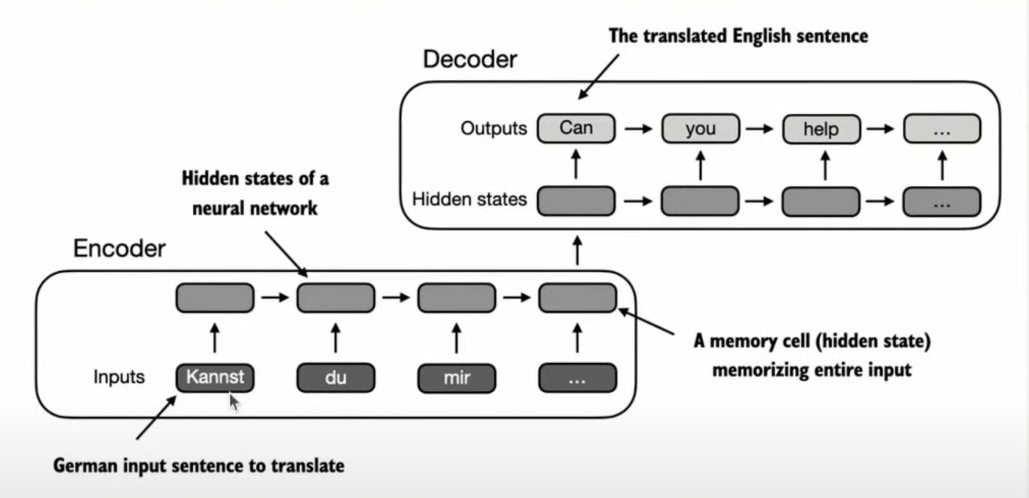 The translated English sentence
Decoder
Outputs Can you help ...
Hidden states ...
Hidden states of a
neural network
Encoder
A memory cell (hidden state)
memorizing entire input
Inputs Kannst du mir ...
German input sentence to translate